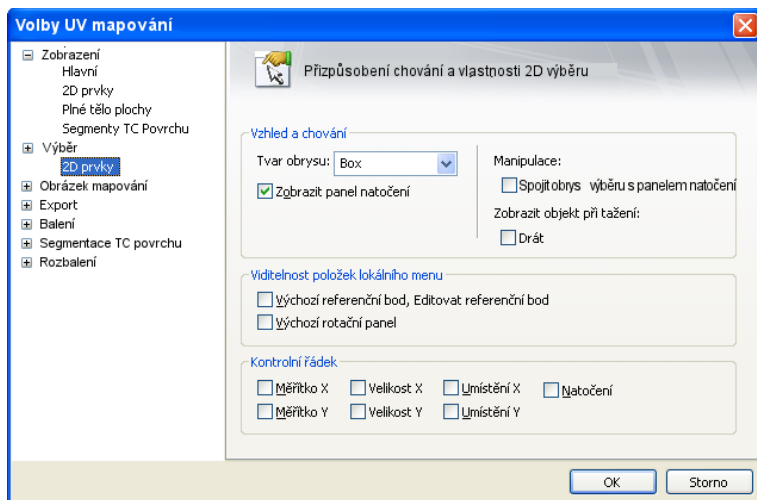 Volby UV mapování
Zobrazení
Hlavní
2D prvky
Plné tělo plochy
Segmenty TC Povrchu
Výběr
2D prvky
Obrázek mapování
Export
Balení
Segmentace TC povrchu
Rozbalení
Přizpůsobení chování a vlastnosti 2D výběru
Vzhled a chování
Tvar obrysu: Box
Zobrazit panel natočení
Manipulace:
Spojit obrys výběru s panelem natočení
Zobrazit objekt při tažení:
Drát
Viditelnost položek lokálního menu
Výchozí referenční bod, Editovat referenční bod
Výchozí rotační panel
Kontrolní řádek
Měřítko X Velikost X Umístění X Natočení
Měřítko Y Velikost Y Umístění Y
OK Storno